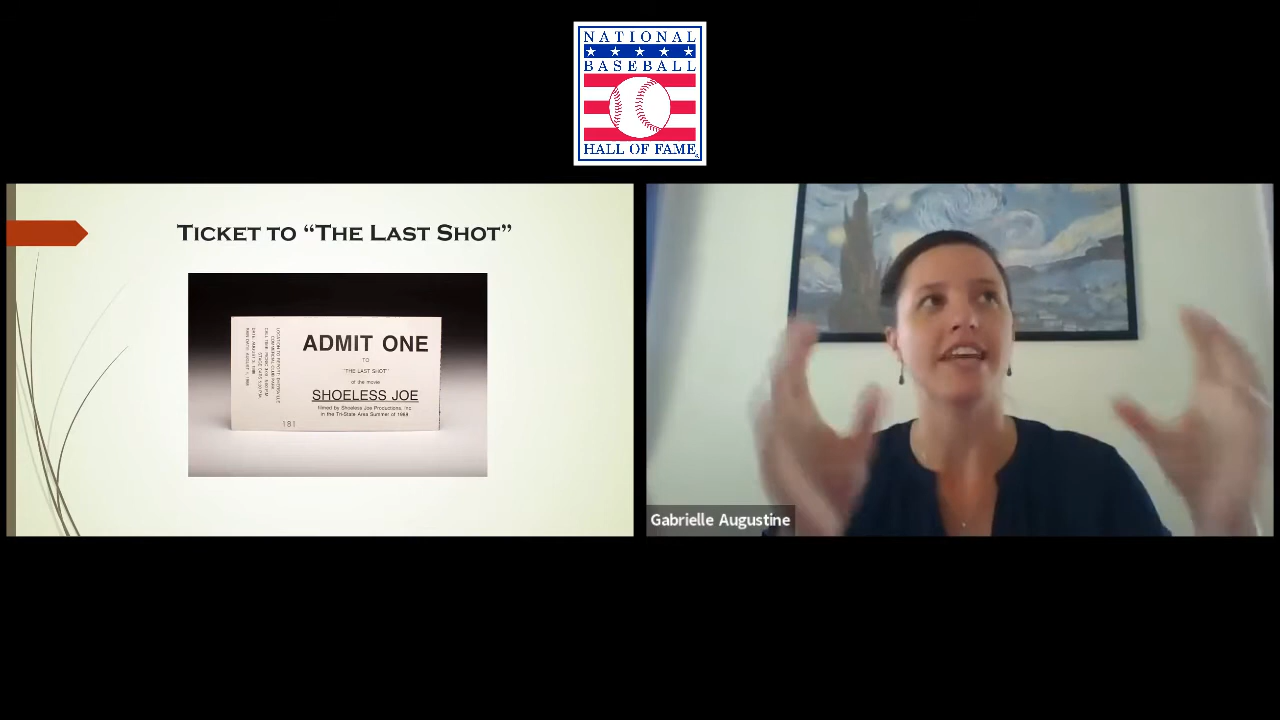 NATIONAL
BASEBALL
HALL OF FAME
TICKET TO “THE LAST SHOT”
ADMIT ONE
TO
"THE LAST SHOT"
of the movie
SHOELESS JOE
filmed by Shoeless Joe Productions, Inc.
in the Tri-State Area Summer of 1988
181
Gabrielle Augustine